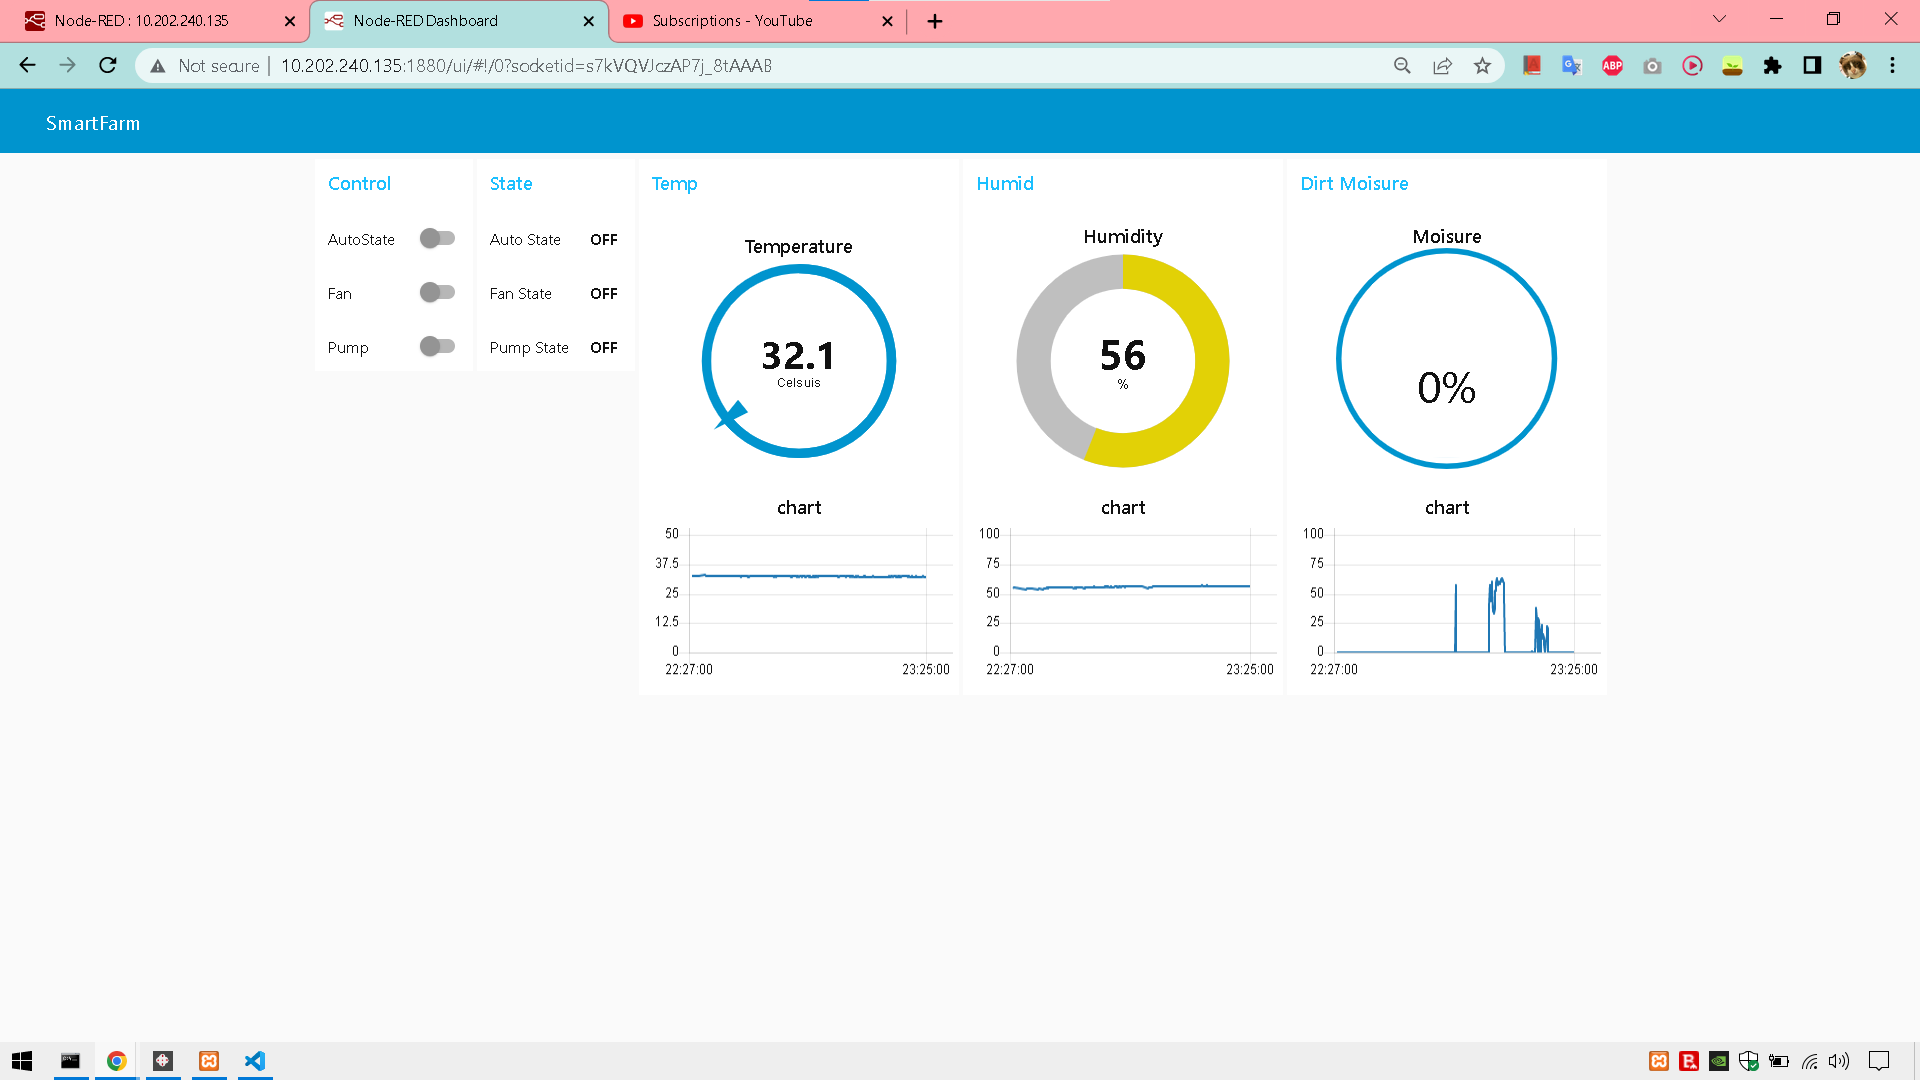 Node-RED : 10.202.240.135
Node-RED Dashboard
Subscriptions - YouTube
Not secure | 10.202.240.135:1880/ui/#!/0?socketid=s7kVQVJczAP7j_8tAAAB
ABP
SmartFarm
Control
AutoState
Fan
Pump
State
Auto State OFF
Fan State OFF
Pump State OFF
Temp
Temperature
32.1
Celsuis
chart
50
37.5
25
12.5
0
22:27:00 23:25:00
Humid
Humidity
56
%
chart
100
75
50
25
0
22:27:00 23:25:00
Dirt Moisure
Moisure
0%
chart
100
75
50
25
0
22:27:00 23:25:00